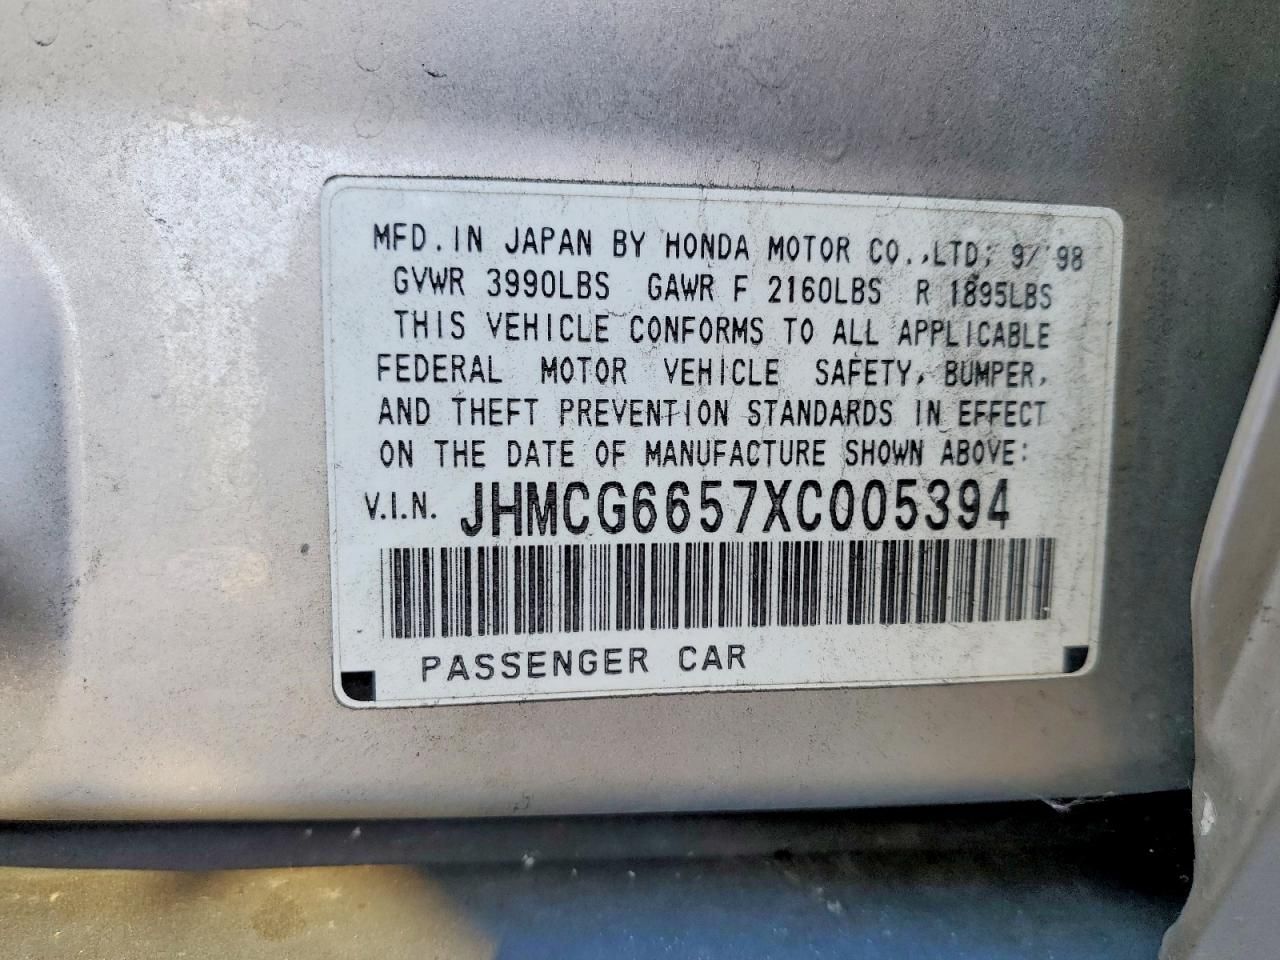 MFD. IN JAPAN BY HONDA MOTOR CO.,LTD; 9/'98
GVWR 3990LBS GAWR F 2160LBS R 1895LBS
THIS VEHICLE CONFORMS TO ALL APPLICABLE
FEDERAL MOTOR VEHICLE SAFETY, BUMPER,
AND THEFT PREVENTION STANDARDS IN EFFECT
ON THE DATE OF MANUFACTURE SHOWN ABOVE:
V.I.N. JHMCG6657XC005394
PASSENGER CAR